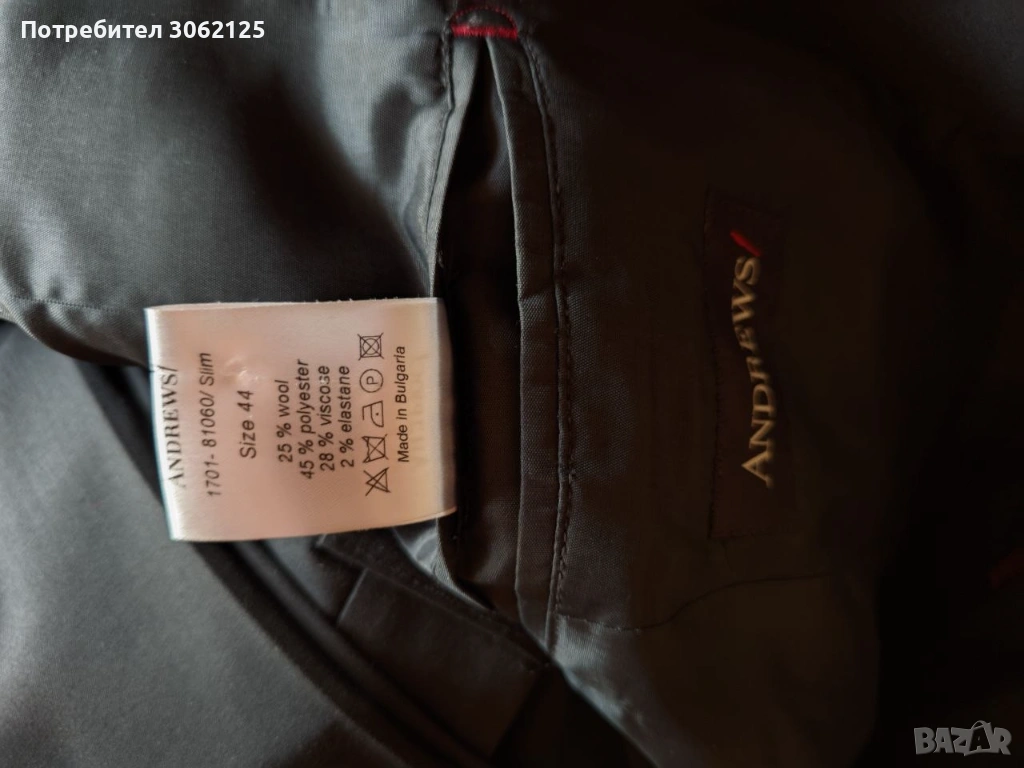 Потребител 3062125
ANDREWS/
1701- 81060/ Slim
Size 44
25 % wool
45 % polyester
28 % viscose
2 % elastane
P
Made In Bulgaria
ANDREWS/
BAZAR